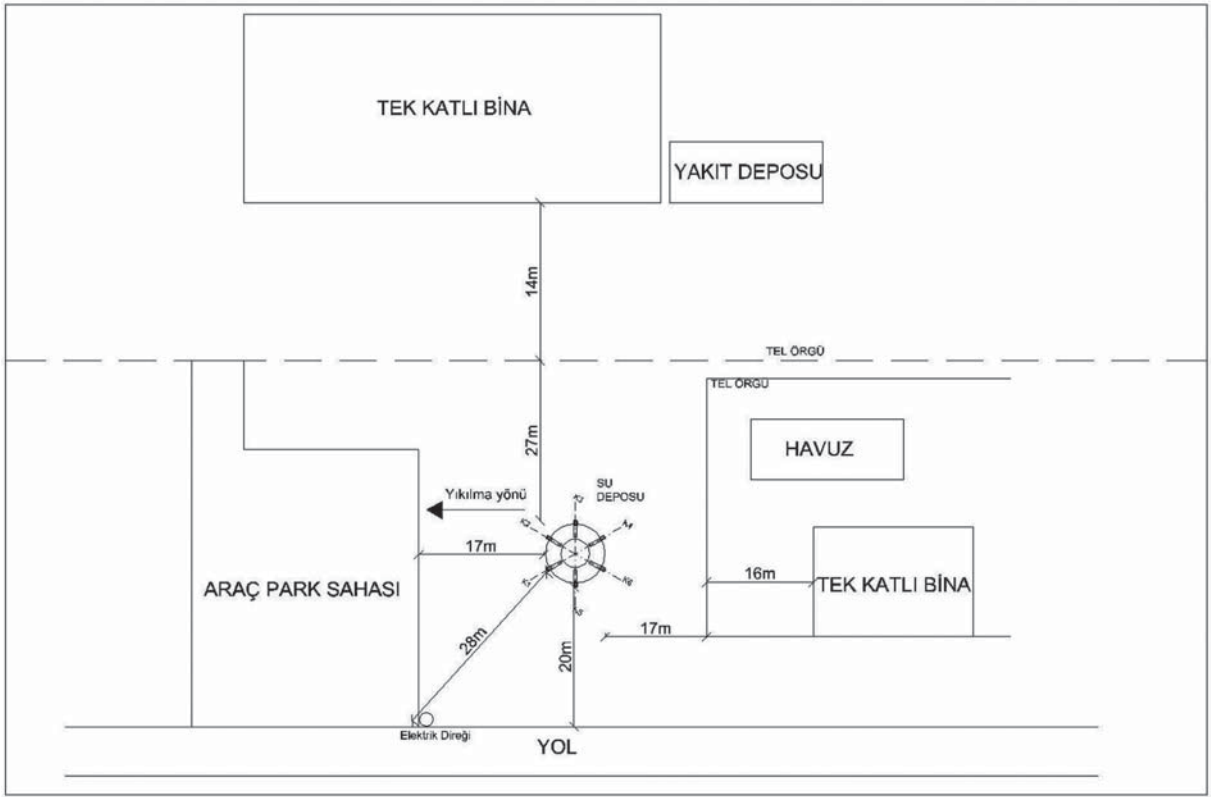 TEK KATLI BİNA
YAKIT DEPOSU
14m
TEL ÖRGÜ
TEL ÖRGÜ
27m
HAVUZ
SU
DEPOSU
Yıkılma yönü
17m
ARAÇ PARK SAHASI
16m
TEK KATLI BİNA
17m
28m
20m
Elektrik Direği
YOL